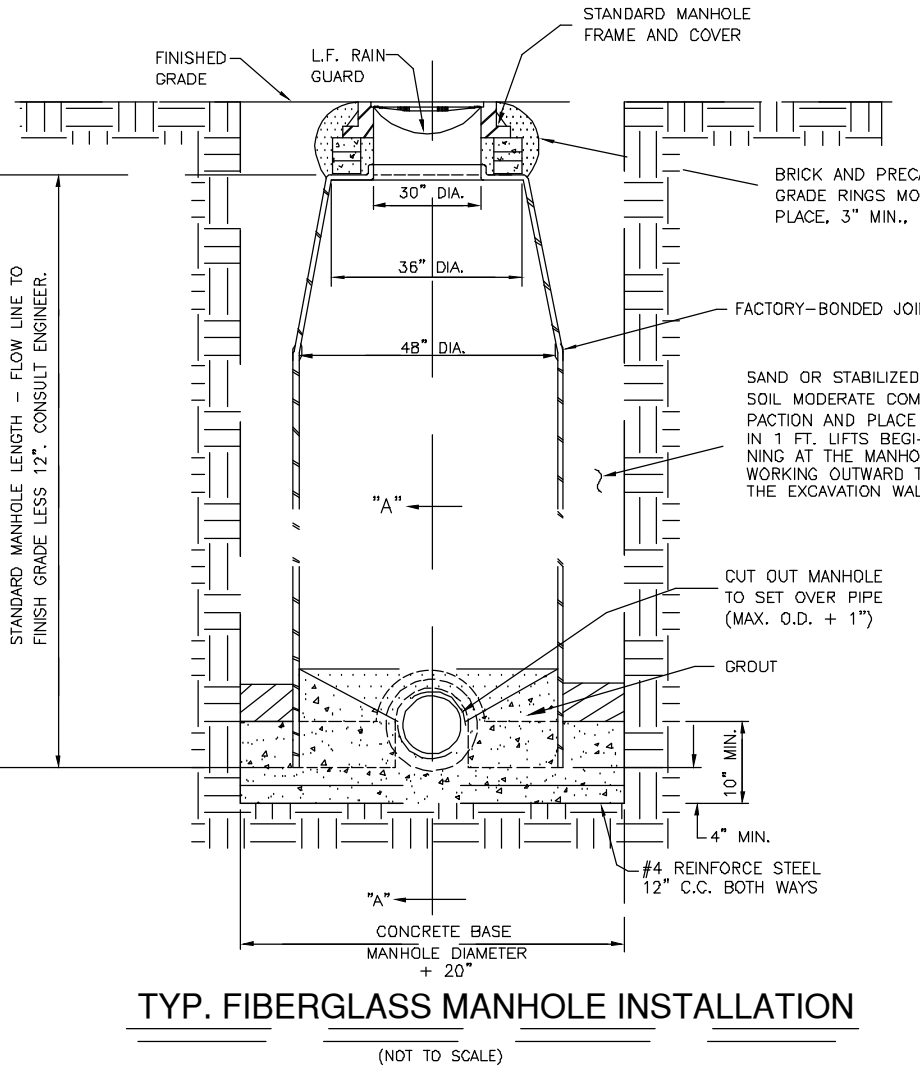 STANDARD MANHOLE
FRAME AND COVER
FINISHED
GRADE
L.F. RAIN
GUARD
BRICK AND PRECA
GRADE RINGS MO
PLACE, 3" MIN.,
30" DIA.
36" DIA.
FACTORY-BONDED JOI
48" DIA.
STANDARD MANHOLE LENGTH - FLOW LINE TO
FINISH GRADE LESS 12". CONSULT ENGINEER.
SAND OR STABILIZED
SOIL MODERATE COM
PACTION AND PLACE
IN 1 FT. LIFTS BEGI-
NING AT THE MANHO
WORKING OUTWARD T
THE EXCAVATION WAL
"A"
CUT OUT MANHOLE
TO SET OVER PIPE
(MAX. O.D. + 1")
GROUT
10" MIN.
4" MIN.
#4 REINFORCE STEEL
12" C.C. BOTH WAYS
"A"
CONCRETE BASE
MANHOLE DIAMETER
+ 20"
TYP. FIBERGLASS MANHOLE INSTALLATION
(NOT TO SCALE)